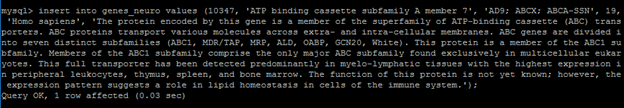 mysql> insert into genes_neuro values (10347, 'ATP binding cassette subfamily A member 7', 'AD9; ABCX; ABCA-SSN', 19,
'Homo sapiens', 'The protein encoded by this gene is a member of the superfamily of ATP-binding cassette (ABC) trans
porters. ABC proteins transport various molecules across extra- and intra-cellular membranes. ABC genes are divided i
nto seven distinct subfamilies (ABC1, MDR/TAP, MRP, ALD, OABP, GCN20, White). This protein is a member of the ABC1 su
bfamily. Members of the ABC1 subfamily comprise the only major ABC subfamily found exclusively in multicellular eukar
yotes. This full transporter has been detected predominantly in myelo-lymphatic tissues with the highest expression i
n peripheral leukocytes, thymus, spleen, and bone marrow. The function of this protein is not yet known; however, the
expression pattern suggests a role in lipid homeostasis in cells of the immune system.');
Query OK, 1 row affected (0.03 sec)